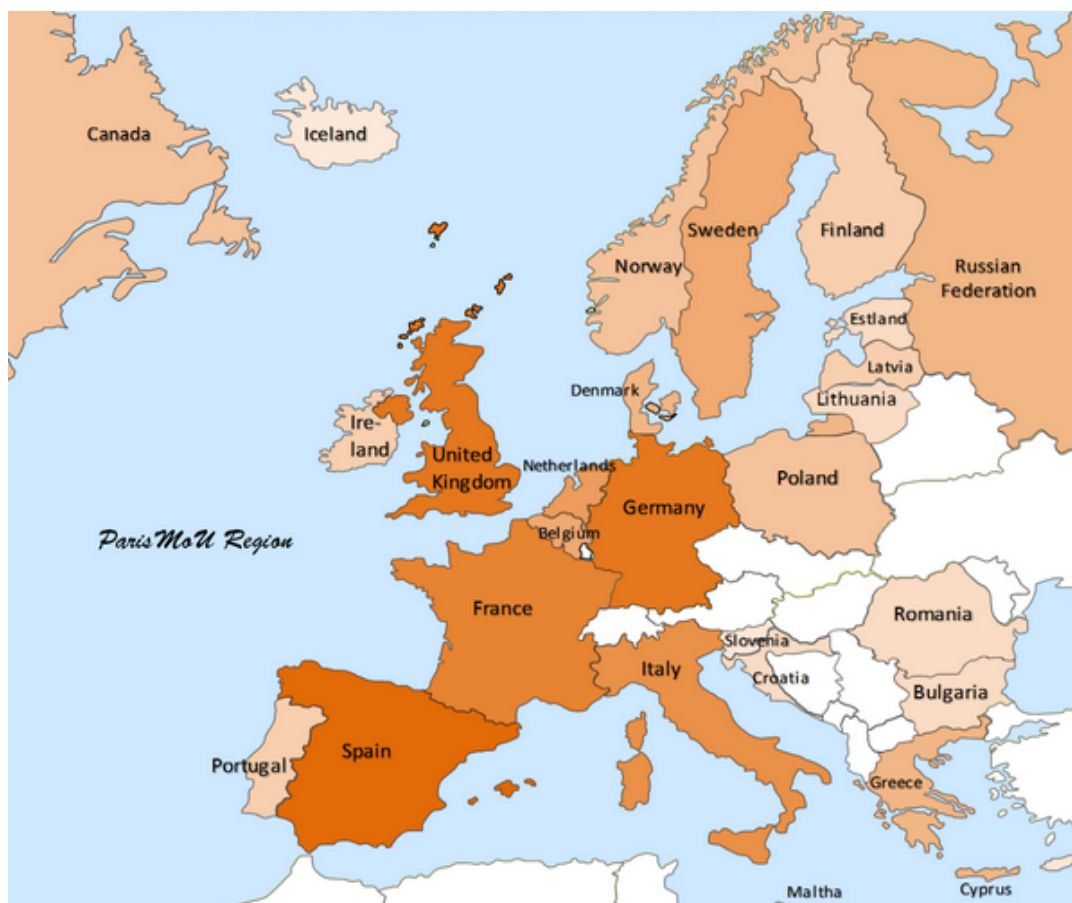 Canada
Iceland
Norway
Sweden
Finland
Russian
Federation
Estland
Latvia
Lithuania
Denmark
Ire-
land
United
Kingdom
Netherlands
Belgium
Germany
Poland
ParisMoU Region
France
Romania
Slovenia
Italy
Croatia
Bulgaria
Portugal
Spain
Greece
Maltha
Cyprus